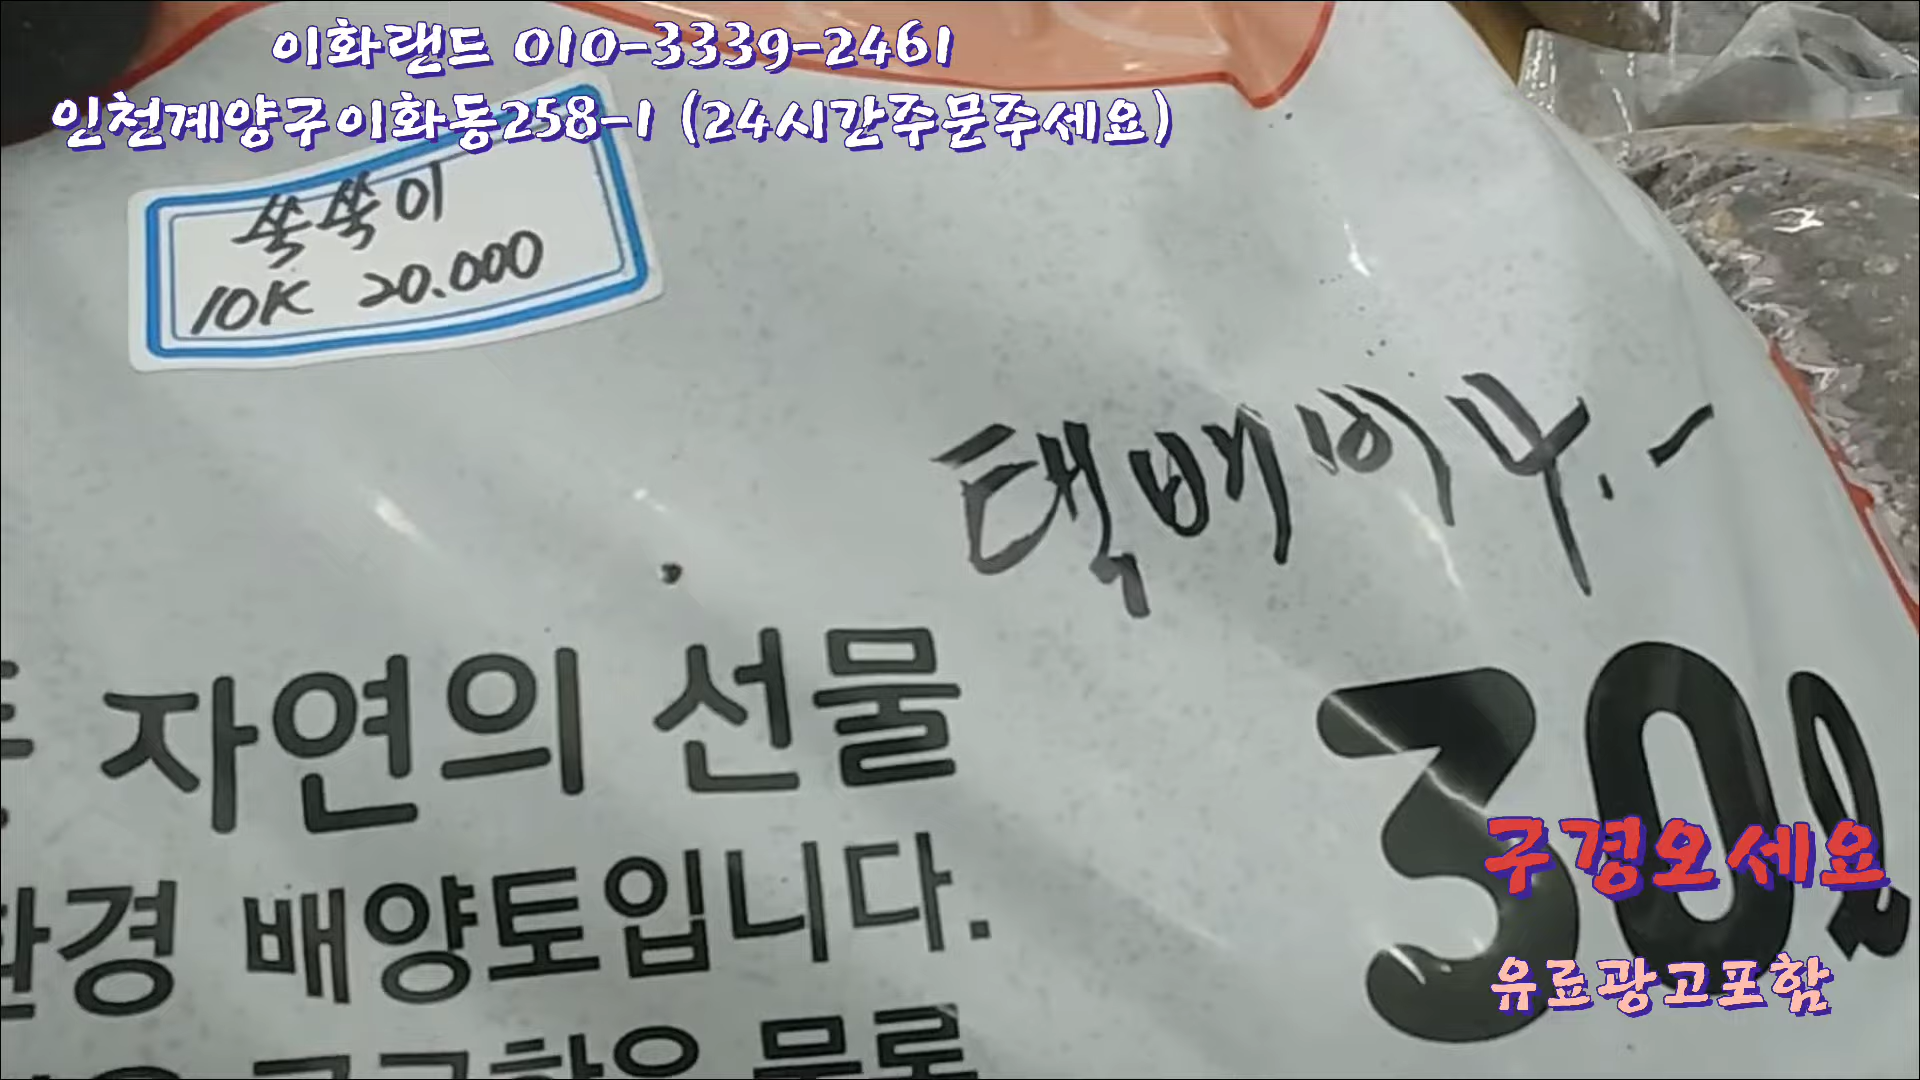 이화랜드 010-3339-2461
인천계양구이화동258-1 (24시간주문주세요)
쑥쑥이
10K 20.000
택배비
자연의 선물
30ℓ
환경 배양토입니다.
구경오세요
유료광고포함